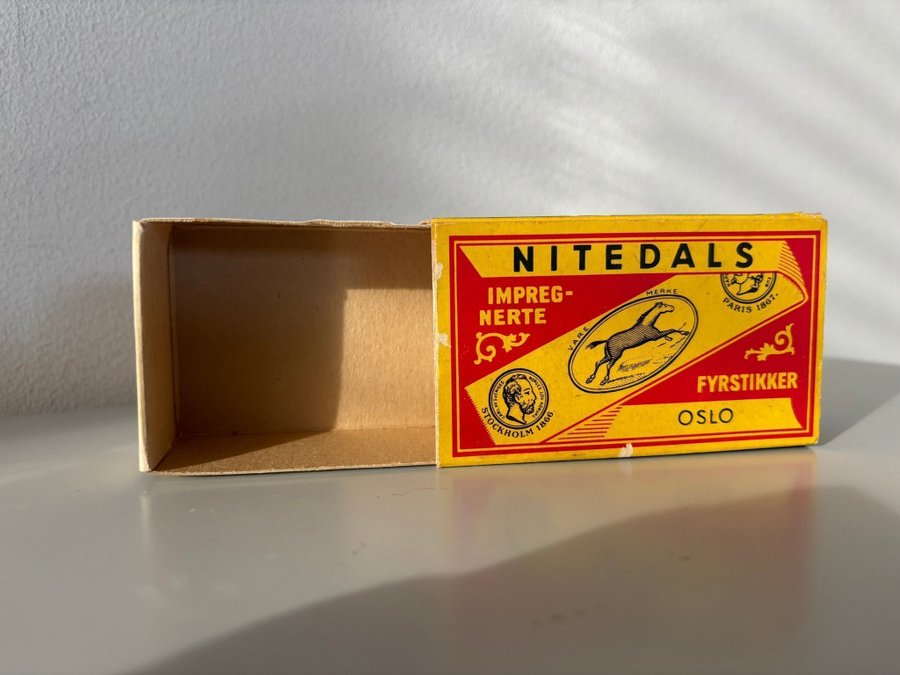 NITEDALS
IMPREG-
NERTE
VARE MERKE
PARIS 1867.
STOCKHOLM 1866
FYRSTIKKER
OSLO